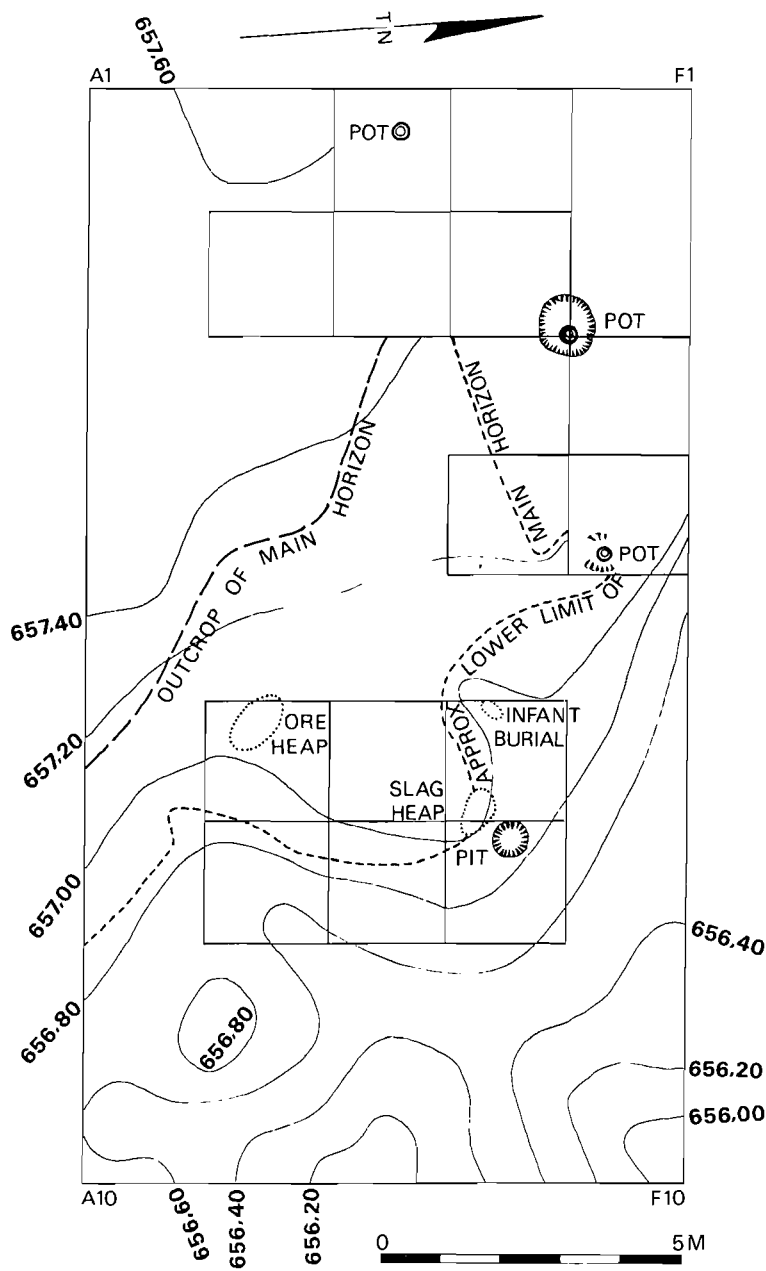 TN
657.60
A1
F1
POT
POT
OUTCROP OF MAIN HORIZON
MAIN HORIZON
POT
APPROX LOWER LIMIT OF
657.40
657.20
ORE
HEAP
INFANT
BURIAL
SLAG
HEAP
PIT
657.00
656.80
656.80
656.40
656.20
656.00
A10
F10
656.60
656.40
656.20
0
5M